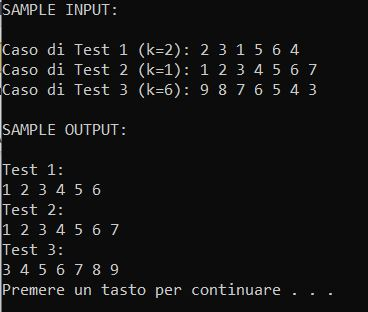 SAMPLE INPUT:
Caso di Test 1 (k=2): 2 3 1 5 6 4
Caso di Test 2 (k=1): 1 2 3 4 5 6 7
Caso di Test 3 (k=6): 9 8 7 6 5 4 3
SAMPLE OUTPUT:
Test 1:
1 2 3 4 5 6
Test 2:
1 2 3 4 5 6 7
Test 3:
3 4 5 6 7 8 9
Premere un tasto per continuare . . .